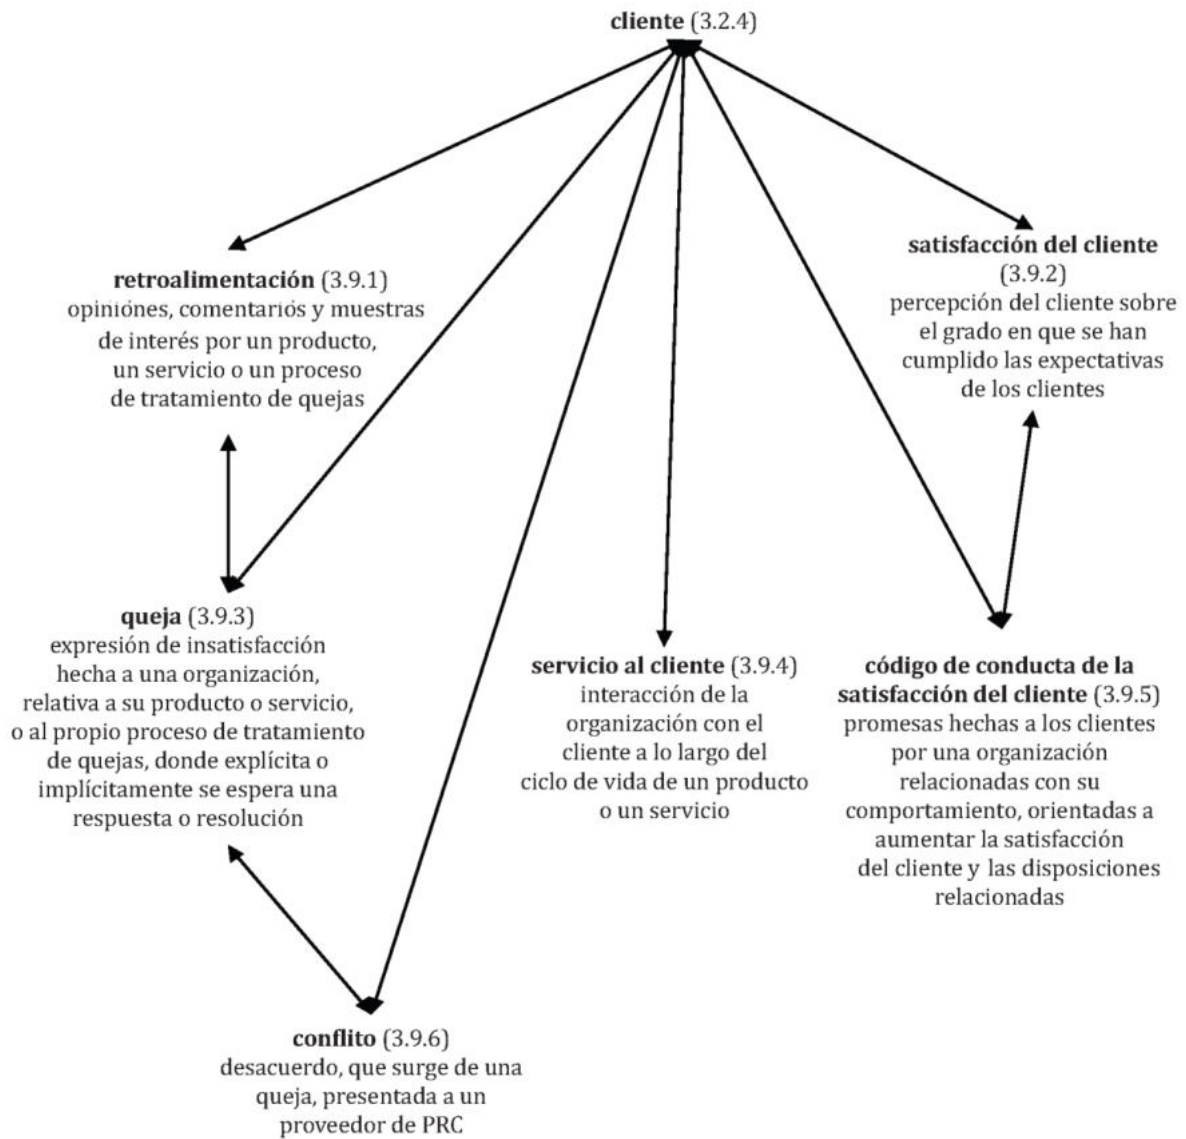 cliente (3.2.4)
retroalimentación (3.9.1)
opiniónes, comentarios y muestras
de interés por un producto,
un servicio o un proceso
de tratamiento de quejas
satisfacción del cliente
(3.9.2)
percepción del cliente sobre
el grado en que se han
cumplido las expectativas
de los clientes
queja (3.9.3)
expresión de insatisfacción
hecha a una organización,
relativa a su producto o servicio,
o al propio proceso de tratamiento
de quejas, donde explícita o
implícitamente se espera una
respuesta o resolución
servicio al cliente (3.9.4)
interacción de la
organización con el
cliente a lo largo del
ciclo de vida de un producto
o un servicio
código de conducta de la
satisfacción del cliente (3.9.5)
promesas hechas a los clientes
por una organización
relacionadas con su
comportamiento, orientadas a
aumentar la satisfacción
del cliente y las disposiciones
relacionadas
conflito (3.9.6)
desacuerdo, que surge de una
queja, presentada a un
proveedor de PRC